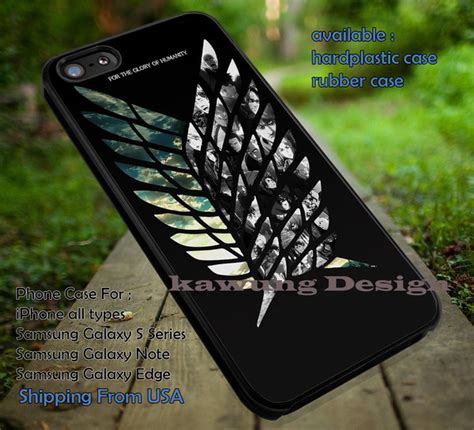 available :
hardplastic case
rubber case
FOR THE GLORY OF HUMANITY
kawung Design
Phone Case For ;
iPhone all types
Samsung Galaxy S Series
Samsung Galaxy Note
Samsung Galaxy Edge
Shipping From USA